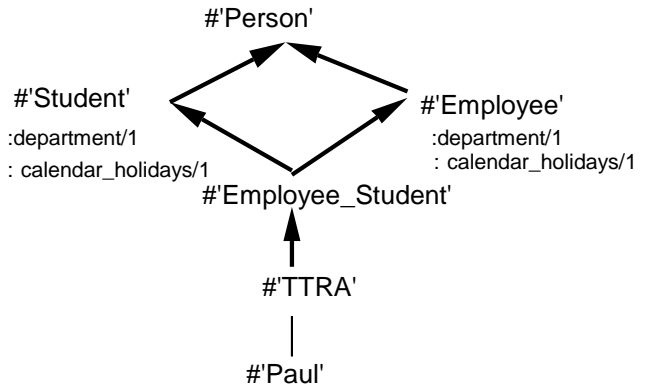 #'Person'
#'Student'
#'Employee'
:department/1
:department/1
: calendar_holidays/1
: calendar_holidays/1
#'Employee_Student'
#'TTRA'
#'Paul'